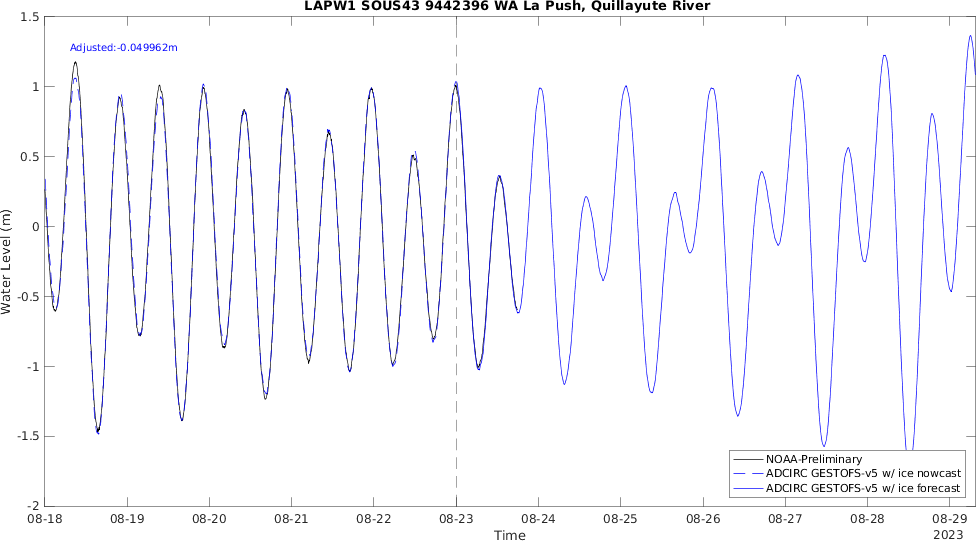 LAPW1 SOUS43 9442396 WA La Push, Quillayute River
Adjusted:-0.049962m
1.5
1
0.5
0
-0.5
-1
-1.5
-2
Water Level (m)
NOAA-Preliminary
ADCIRC GESTOFS-v5 w/ ice nowcast
ADCIRC GESTOFS-v5 w/ ice forecast
08-18 08-19 08-20 08-21 08-22 08-23 08-24 08-25 08-26 08-27 08-28 08-29
Time
2023